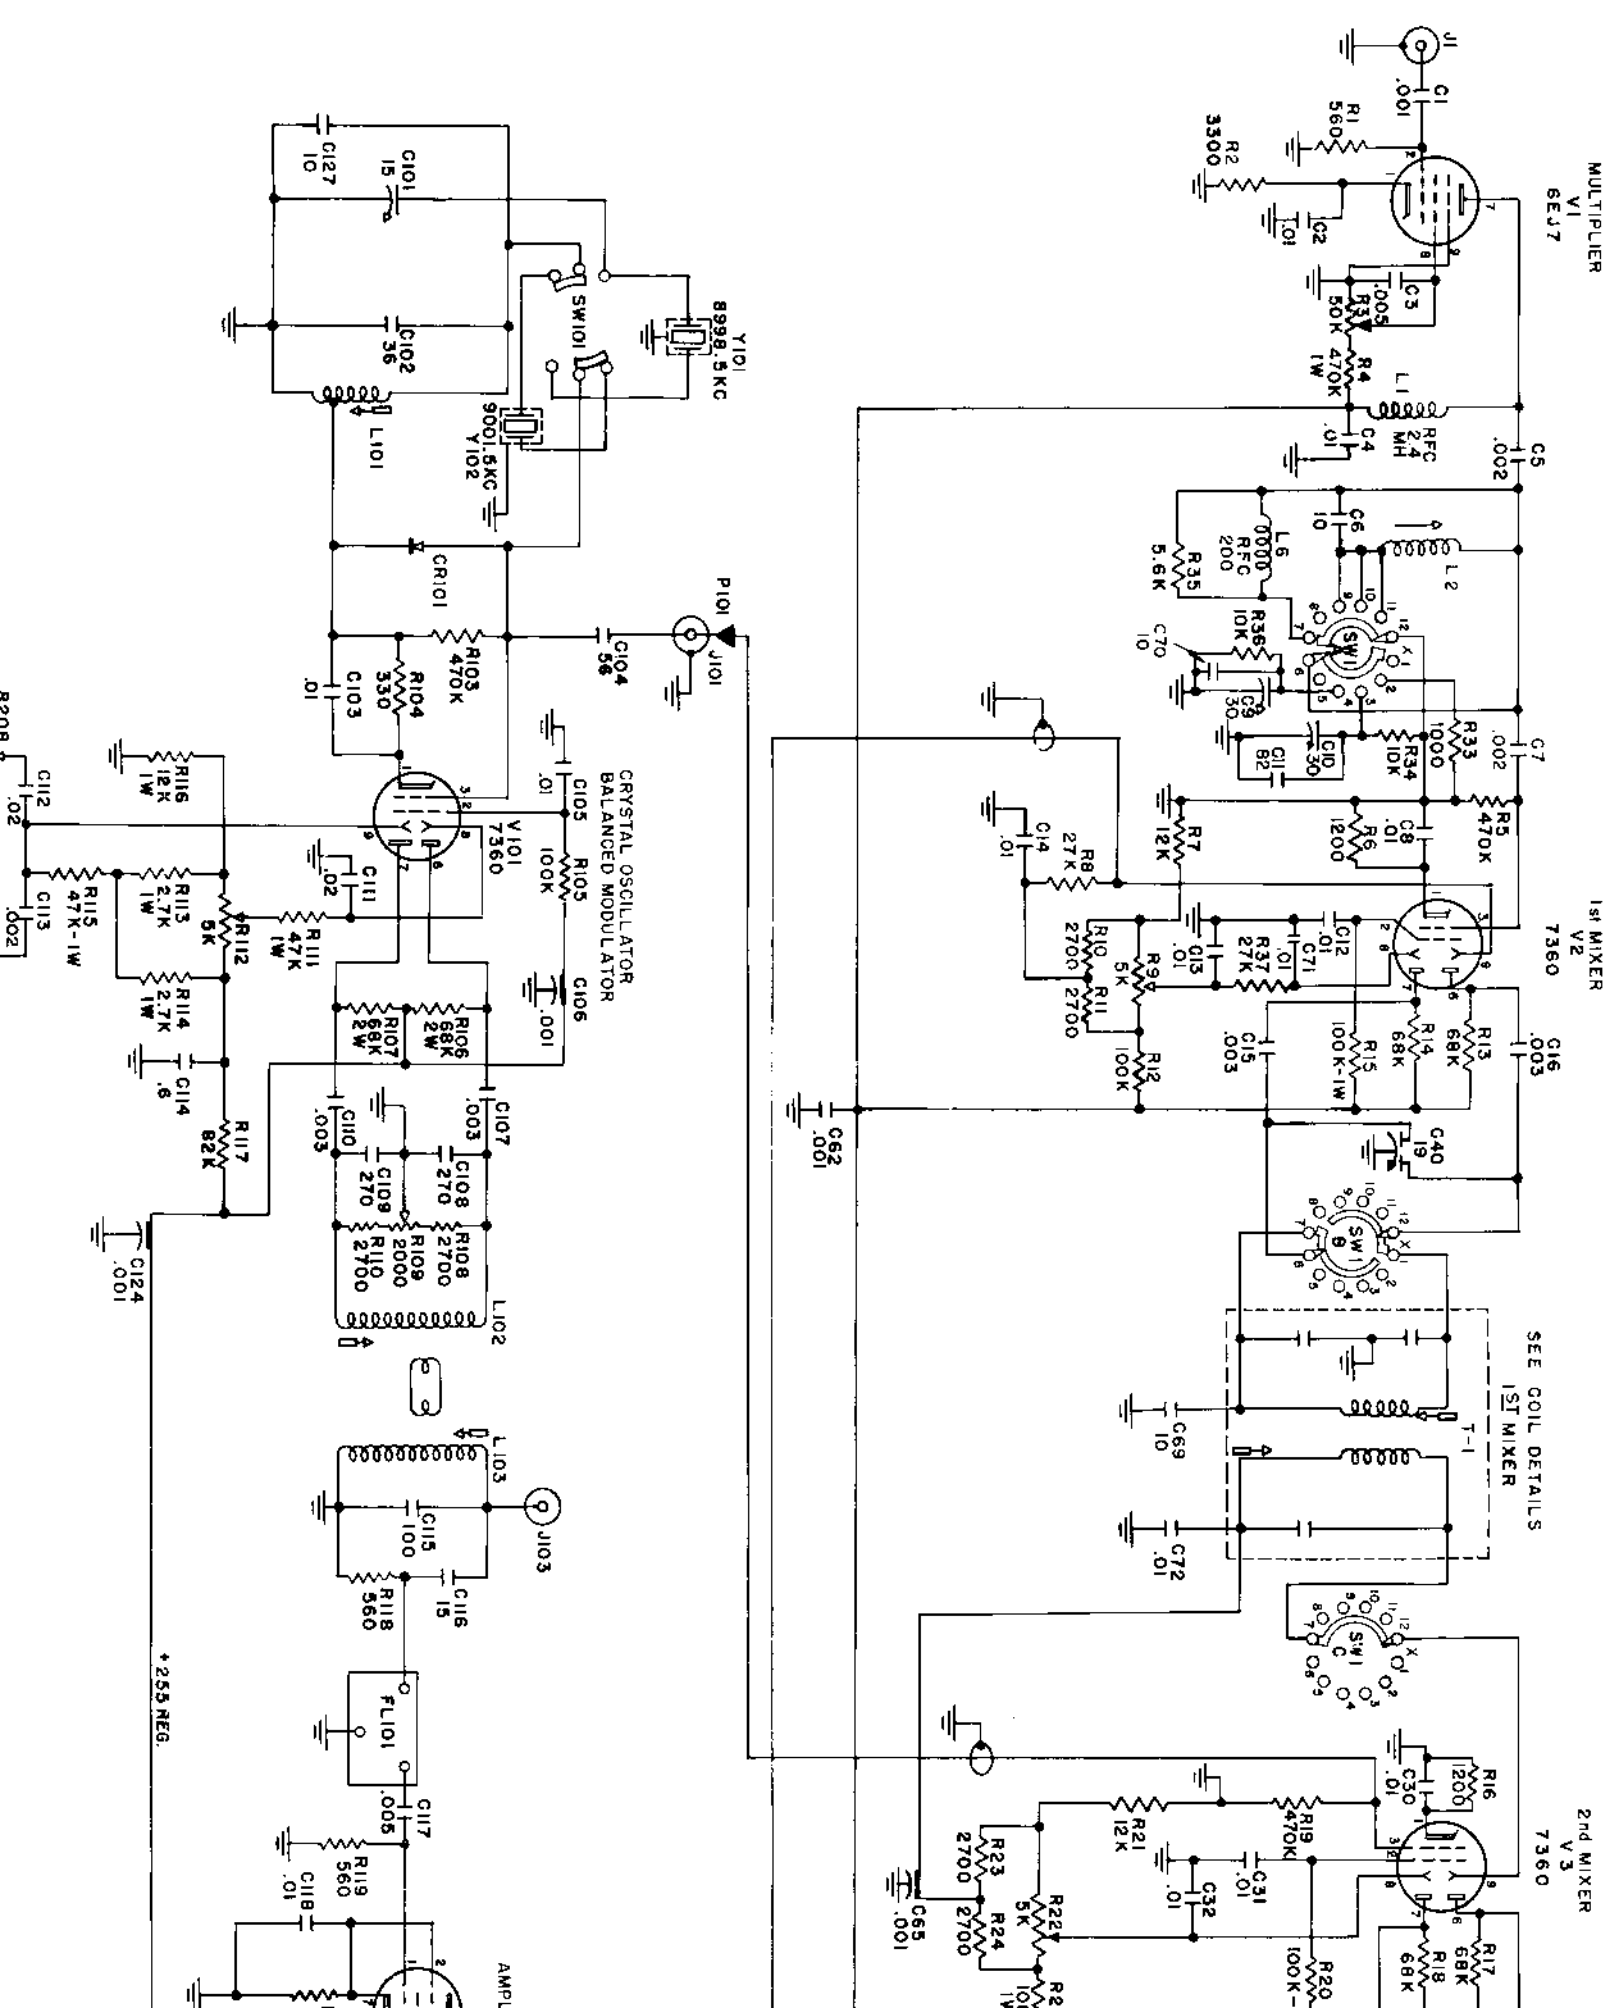 MULTIPLIER
V1
6EJ7
J1
C1
.001
R1
560
R2
3300
C2
.01
C3
.005
R3
50K
R4
470K
1W
L1
RFC
2.4
MH
C4
.01
C5
.002
C6
10
L2
L6
RFC
200
R35
5.6K
SW1
R36
10K
C70
10
C9
30
C10
30
C11
82
R34
10K
R33
1000
C7
.002
R5
470K
C8
.01
R6
1200
R7
12K
1st MIXER
V2
7360
C14
.01
R8
27K
R10
2700
R11
2700
R9
5K
R12
100K
C13
.01
R37
27K
C71
.01
C12
.01
C15
.003
R15
100K-1W
R14
68K
R13
68K
C16
.003
C62
.001
C40
19
SW1
B
SEE COIL DETAILS
1ST MIXER
T-1
C69
10
C72
.01
SW1
C
2nd MIXER
V3
7360
R16
1200
C30
.01
R19
470K
R21
12K
C31
.01
C32
.01
R23
2700
R24
2700
R22
5K
C65
.001
R20
100K-
R18
68K
R17
68K
Y101
8998.5KC
SW101
9001.5KC
Y102
C127
10
C101
15
C102
36
L101
CR101
P101
J101
C104
56
R103
470K
R104
330
C103
.01
CRYSTAL OSCILLATOR
BALANCED MODULATOR
V101
7360
C105
.01
R105
100K
C106
.001
R116
12K
1W
C112
.02
C113
.002
R115
47K-1W
R113
2.7K
1W
R112
5K
R114
2.7K
1W
R111
47K
1W
C111
.02
C114
.6
R117
82K
C124
.001
R107
68K
2W
R106
68K
2W
C107
.003
C110
.003
C108
270
C109
270
R108
2700
R109
2000
R110
2700
L102
L103
J103
C115
100
C116
15
R118
560
FL101
C117
.005
R119
560
C118
.01
+255 REG.
AMPL